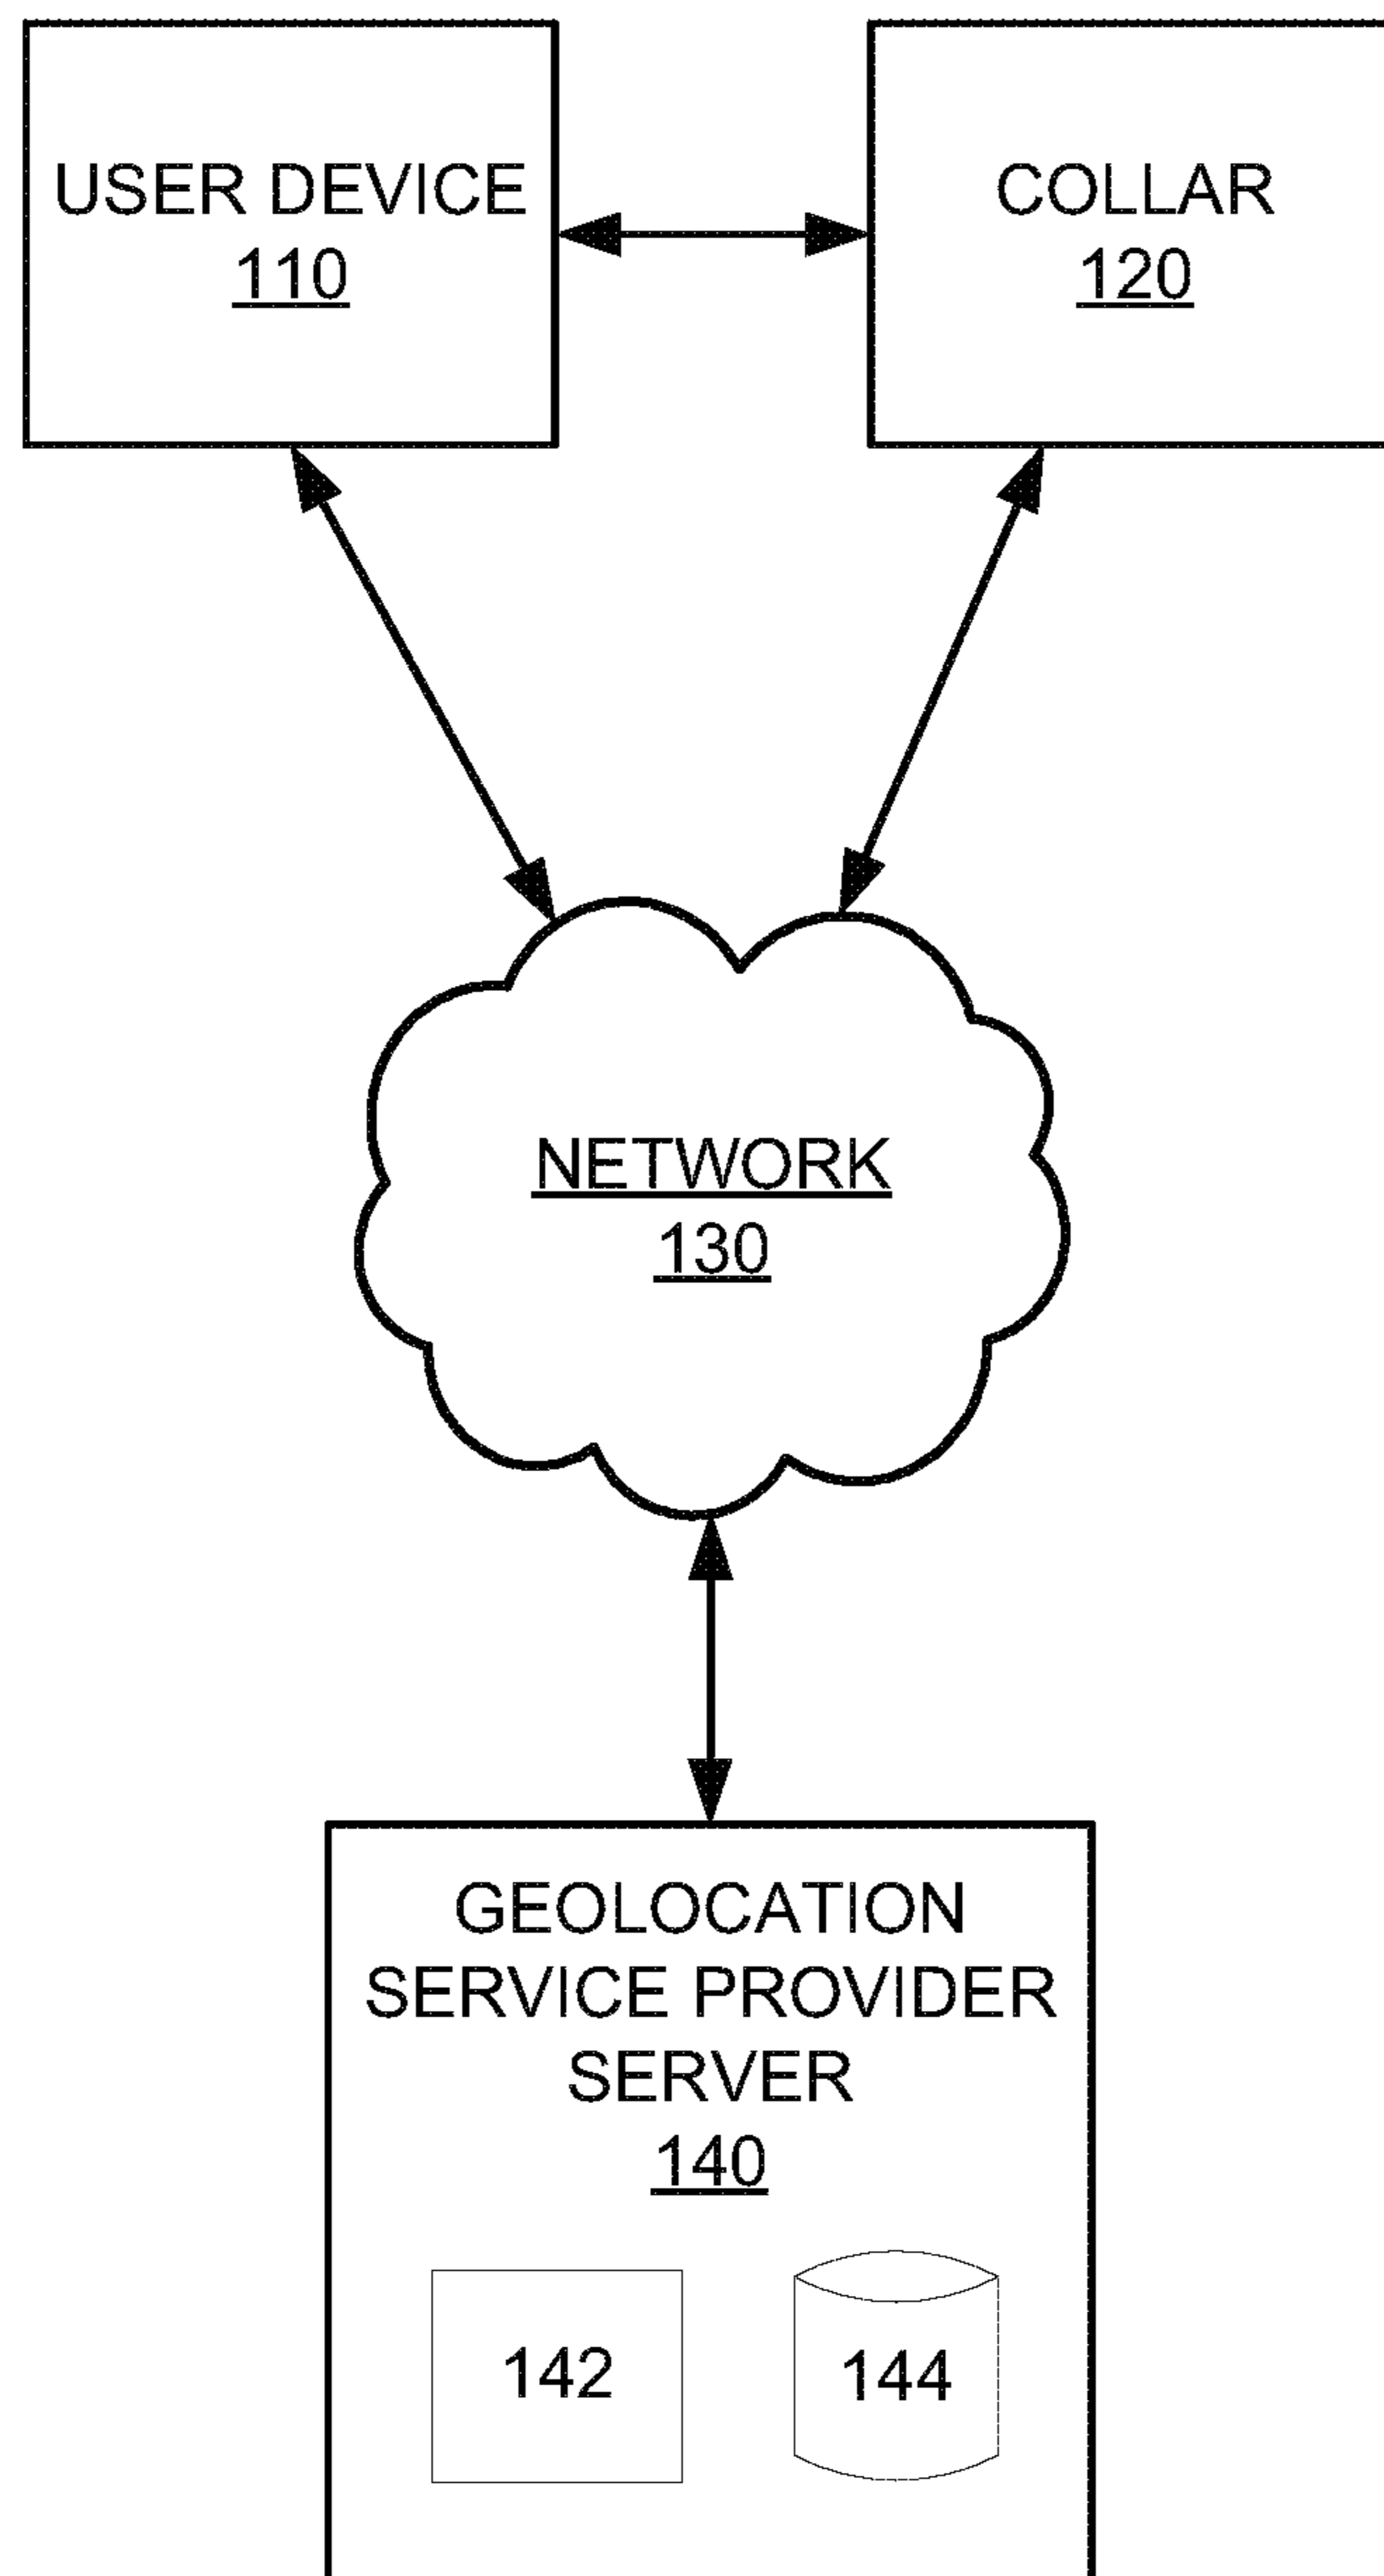 USER DEVICE
110
COLLAR
120
NETWORK
130
GEOLOCATION
SERVICE PROVIDER
SERVER
140
142
144